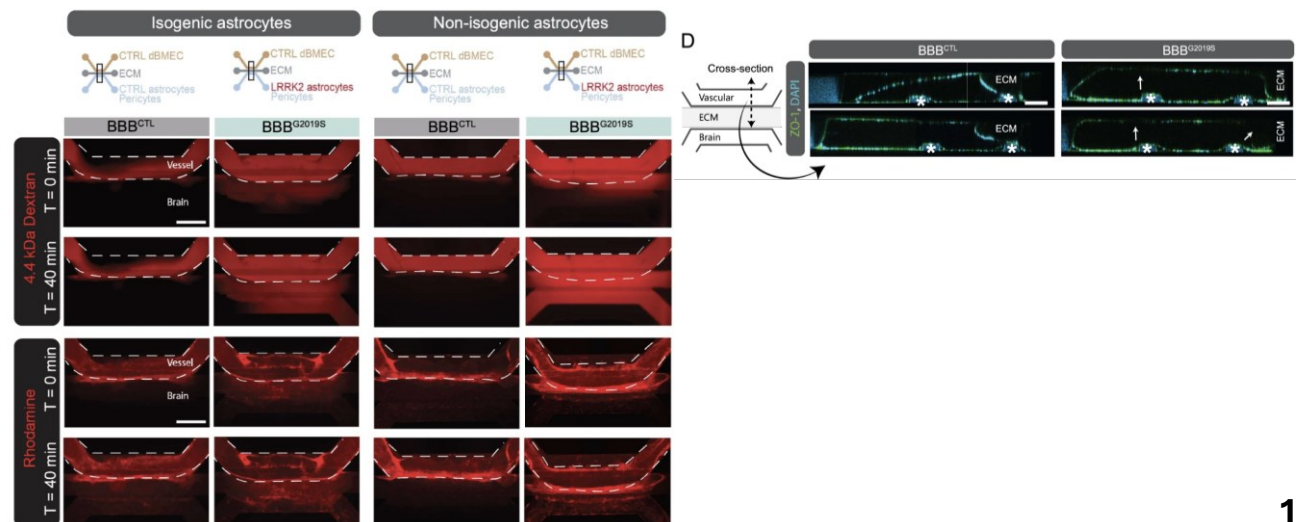 Isogenic astrocytes
Non-isogenic astrocytes
CTRL dBMEC
ECM
CTRL astrocytes
Pericytes
CTRL dBMEC
ECM
LRRK2 astrocytes
Pericytes
CTRL dBMEC
ECM
CTRL astrocytes
Pericytes
CTRL dBMEC
ECM
LRRK2 astrocytes
Pericytes
BBB^CTL
BBB^G2019S
BBB^CTL
BBB^G2019S
4.4 kDa Dextran
T = 0 min
Vessel
Brain
T = 40 min
Rhodamine
T = 0 min
Vessel
Brain
T = 40 min
D
Cross-section
Vascular
ECM
Brain
ZO-1, DAPI
BBB^CTL
BBB^G2019S
ECM
ECM
ECM
ECM
1